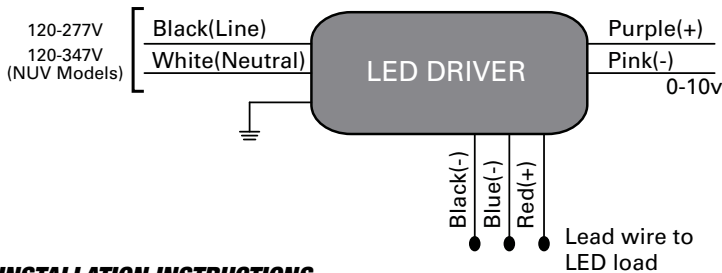 120-277V
Black(Line)
120-347V
(NUV Models)
White(Neutral)
LED DRIVER
Purple(+)
Pink(-)
0-10v
Black(-)
Blue(-)
Red(+)
Lead wire to
LED load
INSTALLATION INSTRUCTIONS